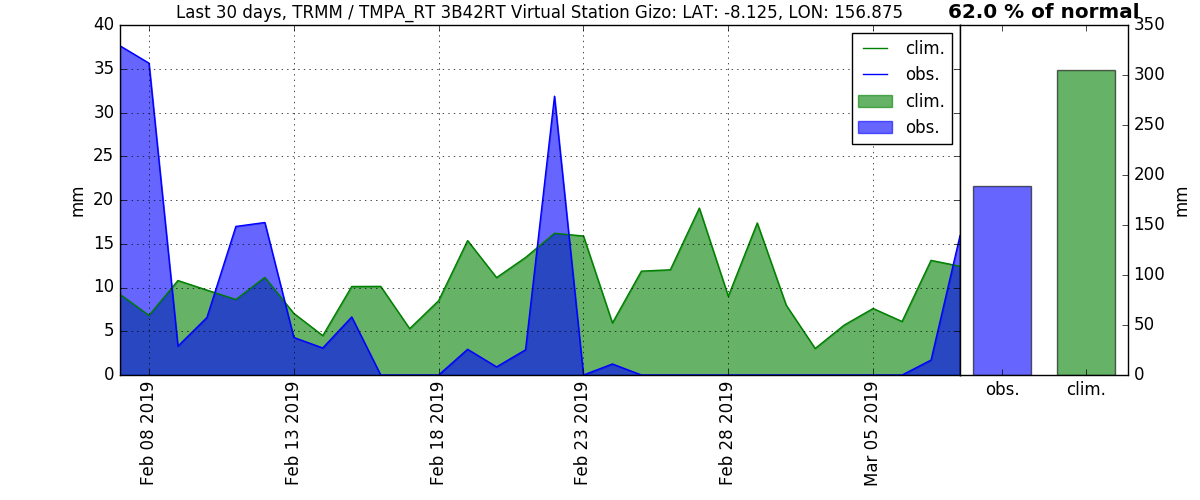 Last 30 days, TRMM / TMPA_RT 3B42RT Virtual Station Gizo: LAT: -8.125, LON: 156.875
62.0 % of normal
40
35
30
25
20
15
10
5
0
mm
clim.
obs.
clim.
obs.
350
300
250
200
150
100
50
0
mm
obs.
clim.
Feb 08 2019
Feb 13 2019
Feb 18 2019
Feb 23 2019
Feb 28 2019
Mar 05 2019